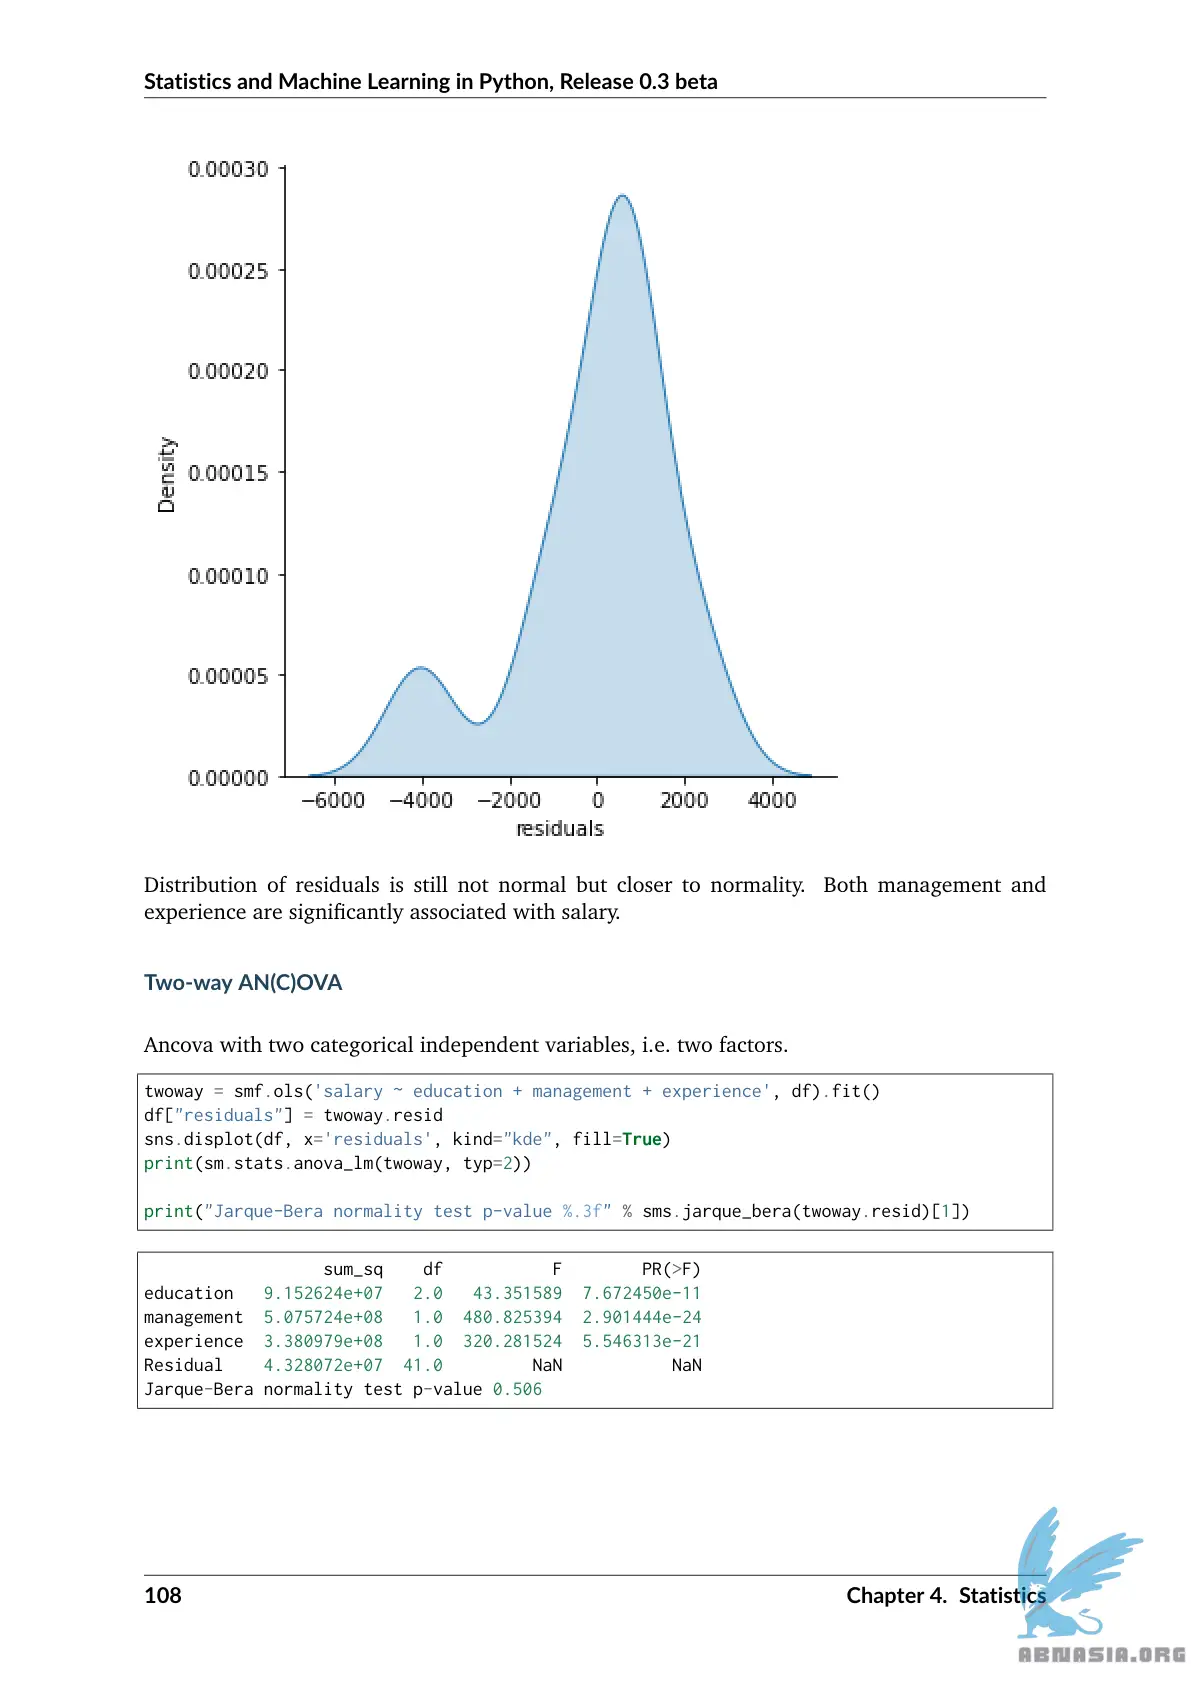 Statistics and Machine Learning in Python, Release 0.3 beta
0.00030
0.00025
0.00020
0.00015
0.00010
0.00005
0.00000
Density
−6000 −4000 −2000 0 2000 4000
residuals
Distribution of residuals is still not normal but closer to normality. Both management and
experience are significantly associated with salary.
Two-way AN(C)OVA
Ancova with two categorical independent variables, i.e. two factors.
twoway = smf.ols('salary ~ education + management + experience', df).fit()
df["residuals"] = twoway.resid
sns.displot(df, x='residuals', kind="kde", fill=True)
print(sm.stats.anova_lm(twoway, typ=2))
print("Jarque-Bera normality test p-value %.3f" % sms.jarque_bera(twoway.resid)[1])
sum_sq df F PR(>F)
education 9.152624e+07 2.0 43.351589 7.672450e-11
management 5.075724e+08 1.0 480.825394 2.901444e-24
experience 3.380979e+08 1.0 320.281524 5.546313e-21
Residual 4.328072e+07 41.0 NaN NaN
Jarque-Bera normality test p-value 0.506
108 Chapter 4. Statistics
ABNASIA.ORG